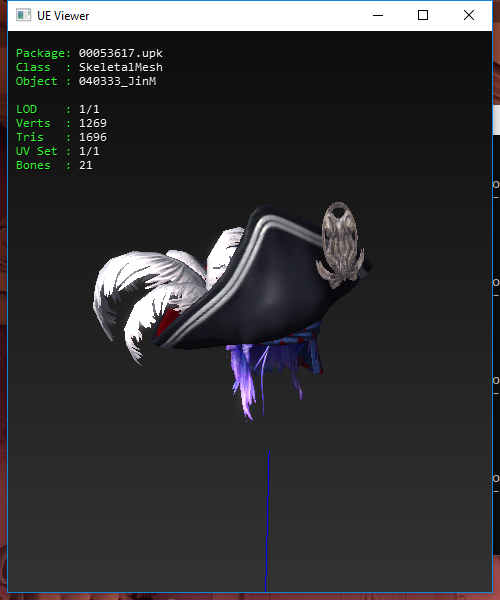 UE Viewer
Package: 00053617.upk
Class : SkeletalMesh
Object : 040333_JinM
LOD : 1/1
Verts : 1269
Tris : 1696
UV Set : 1/1
Bones : 21